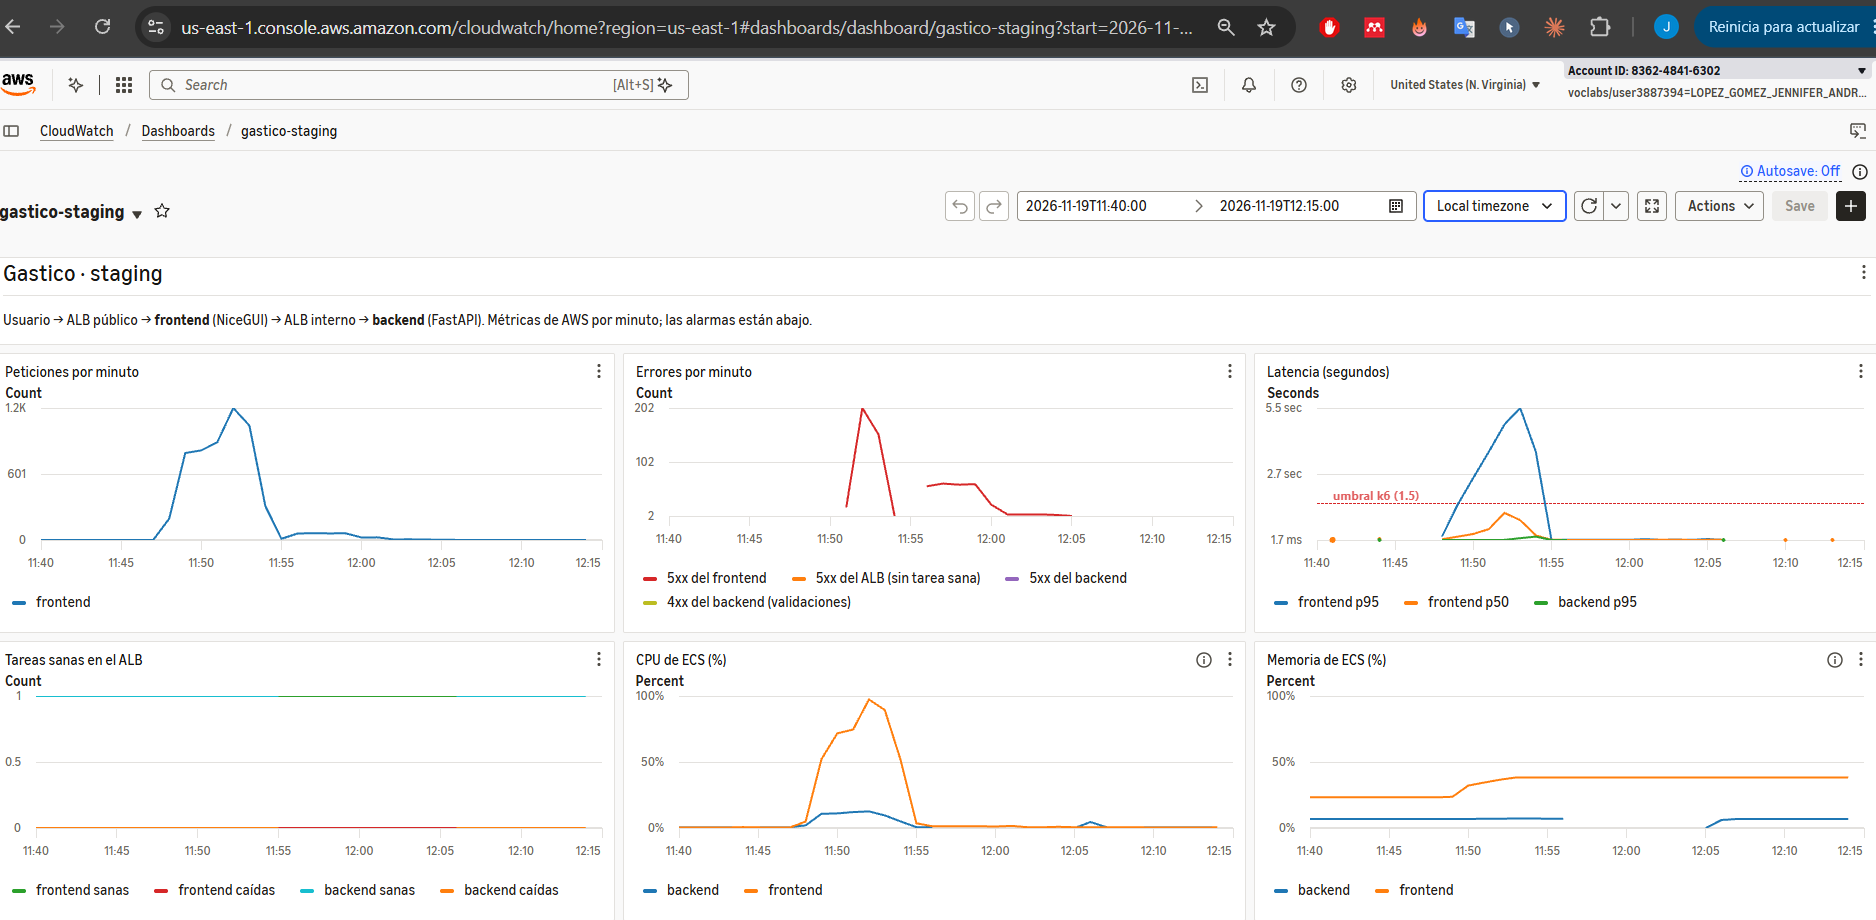 us-east-1.console.aws.amazon.com/cloudwatch/home?region=us-east-1#dashboards/dashboard/gastico-staging?start=2026-11-...
J
Reinicia para actualizar
aws
Search
[Alt+S]
United States (N. Virginia)
Account ID: 8362-4841-6302
voclabs/user3887394=LOPEZ_GOMEZ_JENNIFER_ANDR...
CloudWatch / Dashboards / gastico-staging
Autosave: Off
gastico-staging
2026-11-19T11:40:00
2026-11-19T12:15:00
Local timezone
Actions
Save
Gastico · staging
Usuario → ALB público → frontend (NiceGUI) → ALB interno → backend (FastAPI). Métricas de AWS por minuto; las alarmas están abajo.
Peticiones por minuto
Count
1.2K
601
0
11:40 11:45 11:50 11:55 12:00 12:05 12:10 12:15
frontend
Errores por minuto
Count
202
102
2
11:40 11:45 11:50 11:55 12:00 12:05 12:10 12:15
5xx del frontend 5xx del ALB (sin tarea sana) 5xx del backend
4xx del backend (validaciones)
Latencia (segundos)
Seconds
5.5 sec
2.7 sec
umbral k6 (1.5)
1.7 ms
11:40 11:45 11:50 11:55 12:00 12:05 12:10 12:15
frontend p95 frontend p50 backend p95
Tareas sanas en el ALB
Count
1
0.5
0
11:40 11:45 11:50 11:55 12:00 12:05 12:10 12:15
frontend sanas frontend caídas backend sanas backend caídas
CPU de ECS (%)
Percent
100%
50%
0%
11:40 11:45 11:50 11:55 12:00 12:05 12:10 12:15
backend frontend
Memoria de ECS (%)
Percent
100%
50%
0%
11:40 11:45 11:50 11:55 12:00 12:05 12:10 12:15
backend frontend